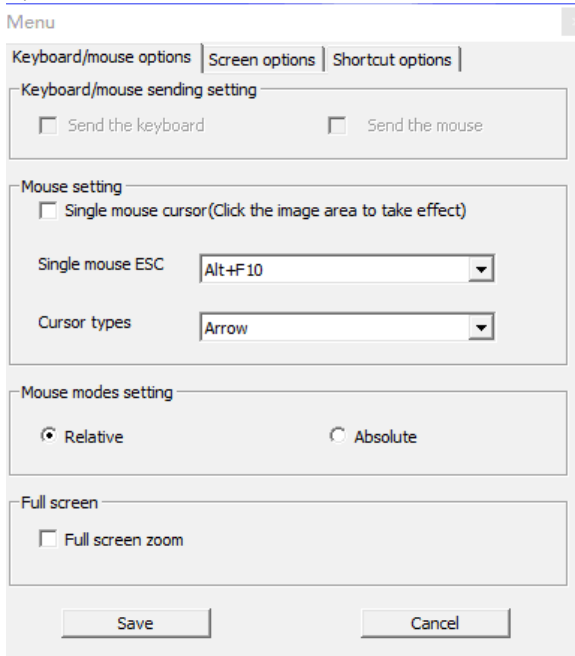 Menu
Keyboard/mouse options Screen options Shortcut options
Keyboard/mouse sending setting
Send the keyboard Send the mouse
Mouse setting
Single mouse cursor(Click the image area to take effect)
Single mouse ESC Alt+F10
Cursor types Arrow
Mouse modes setting
Relative Absolute
Full screen
Full screen zoom
Save Cancel